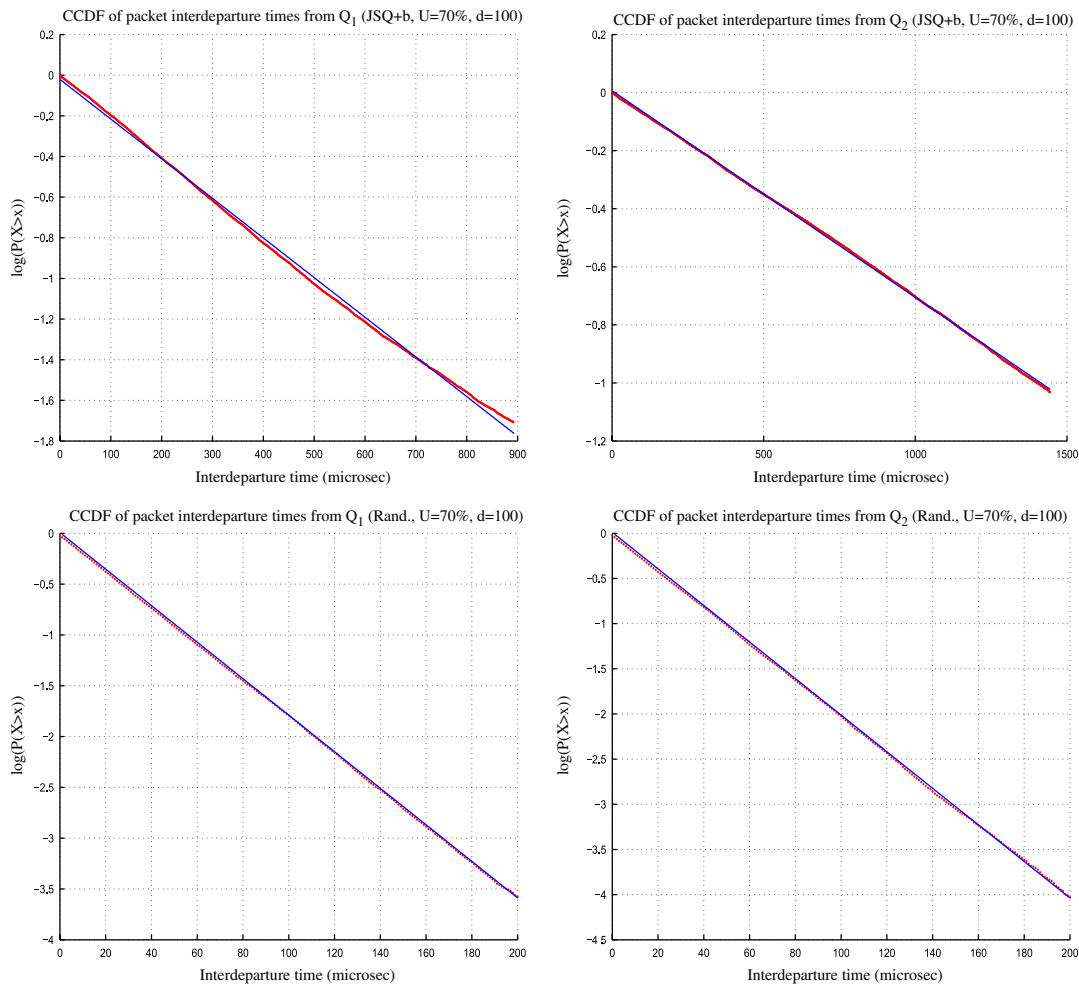 CCDF of packet interdeparture times from Q1 (JSQ+b, U=70%, d=100)
0.2
0
−0.2
−0.4
−0.6
−0.8
−1
−1.2
−1.4
−1.6
−1.8
log(P(X>x))
0 100 200 300 400 500 600 700 800 900
Interdeparture time (microsec)
CCDF of packet interdeparture times from Q2 (JSQ+b, U=70%, d=100)
0.2
0
−0.2
−0.4
−0.6
−0.8
−1
−1.2
log(P(X>x))
0 500 1000 1500
Interdeparture time (microsec)
CCDF of packet interdeparture times from Q1 (Rand., U=70%, d=100)
0
−0.5
−1
−1.5
−2
−2.5
−3
−3.5
−4
log(P(X>x))
0 20 40 60 80 100 120 140 160 180 200
Interdeparture time (microsec)
CCDF of packet interdeparture times from Q2 (Rand., U=70%, d=100)
0
−0.5
−1
−1.5
−2
−2.5
−3
−3.5
−4
−4.5
log(P(X>x))
0 20 40 60 80 100 120 140 160 180 200
Interdeparture time (microsec)